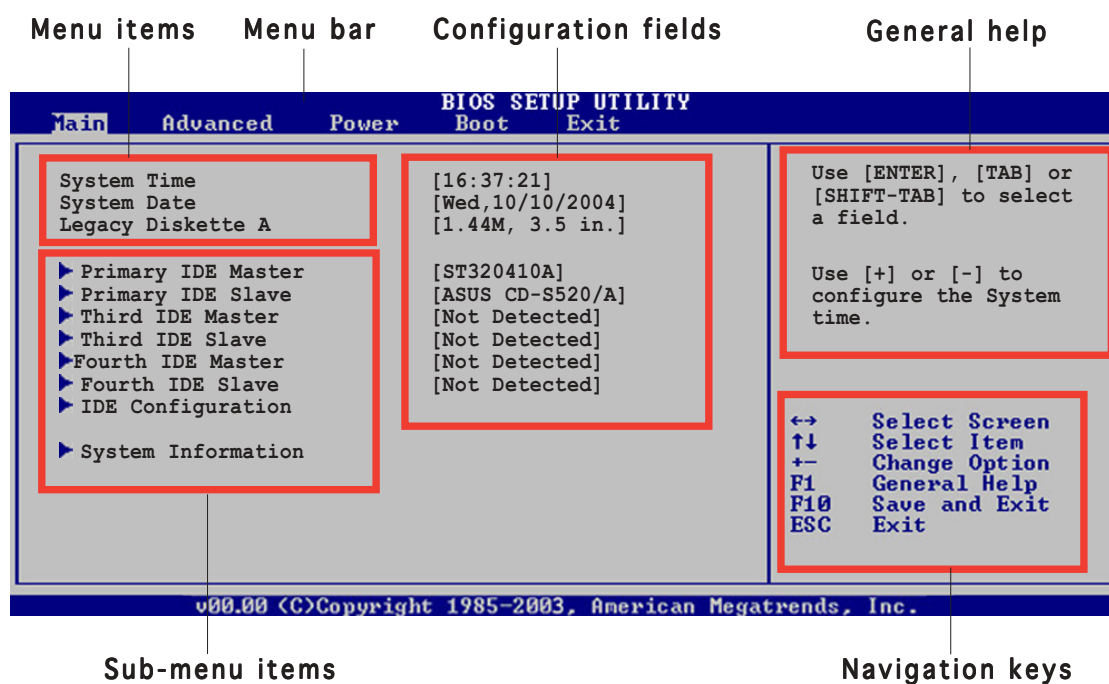 Menu items Menu bar Configuration fields General help
BIOS SETUP UTILITY
Main Advanced Power Boot Exit
System Time [16:37:21]
System Date [Wed,10/10/2004]
Legacy Diskette A [1.44M, 3.5 in.]
Primary IDE Master [ST320410A]
Primary IDE Slave [ASUS CD-S520/A]
Third IDE Master [Not Detected]
Third IDE Slave [Not Detected]
Fourth IDE Master [Not Detected]
Fourth IDE Slave [Not Detected]
IDE Configuration
System Information
Use [ENTER], [TAB] or
[SHIFT-TAB] to select
a field.
Use [+] or [-] to
configure the System
time.
←→ Select Screen
↑↓ Select Item
+- Change Option
F1 General Help
F10 Save and Exit
ESC Exit
v00.00 (C)Copyright 1985-2003, American Megatrends, Inc.
Sub-menu items Navigation keys